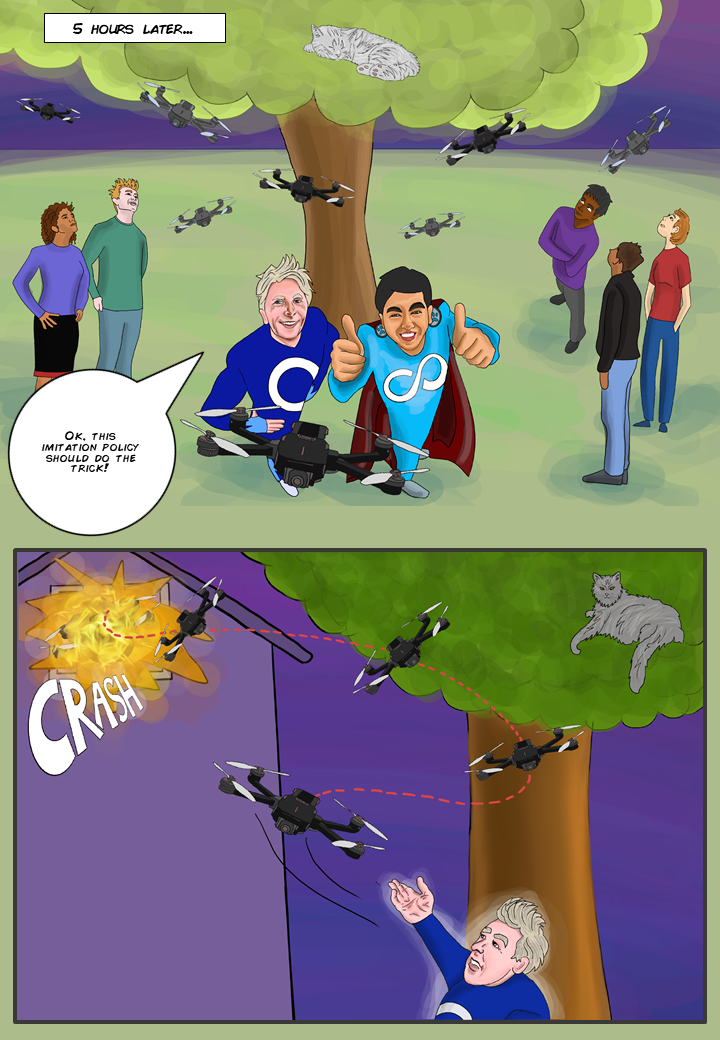 5 HOURS LATER...
OK, THIS
IMITATION POLICY
SHOULD DO THE
TRICK!
CRASH